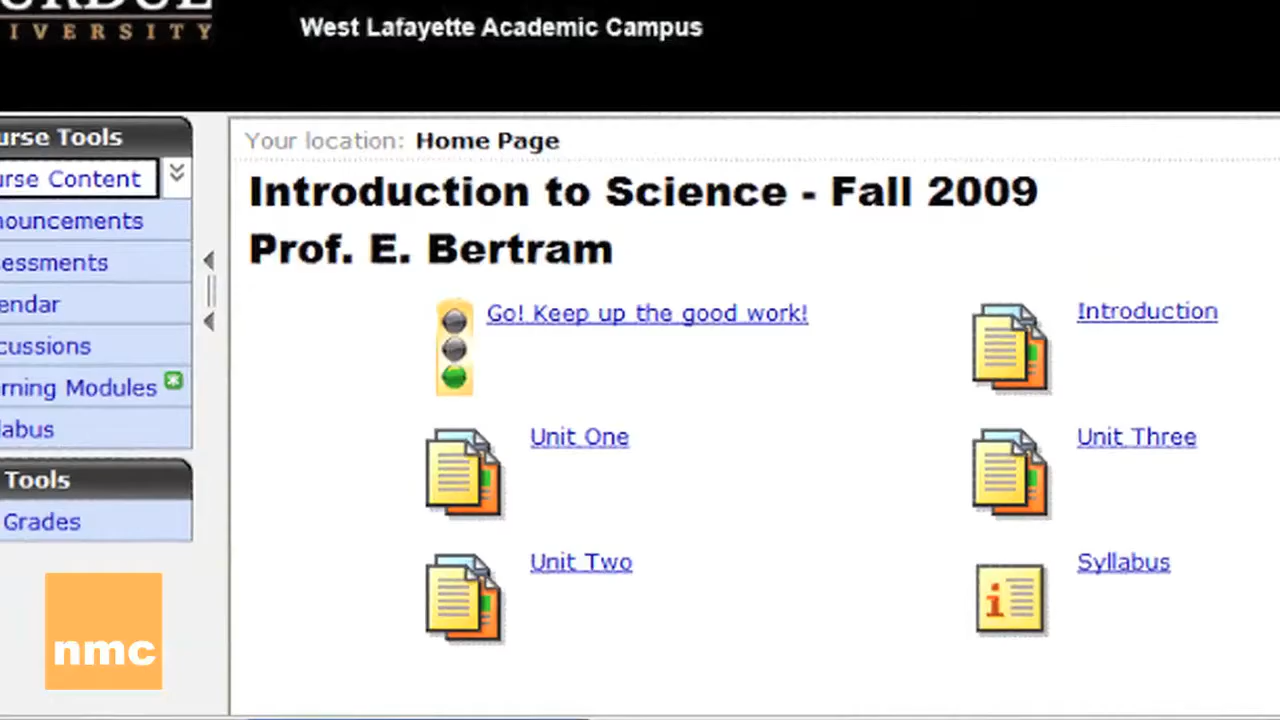 UNIVERSITY
West Lafayette Academic Campus
urse Tools
urse Content
nouncements
sessments
endar
cussions
rning Modules
labus
Tools
Grades
Your location: Home Page
Introduction to Science - Fall 2009
Prof. E. Bertram
Go! Keep up the good work!
Introduction
Unit One
Unit Three
Unit Two
Syllabus
nmc